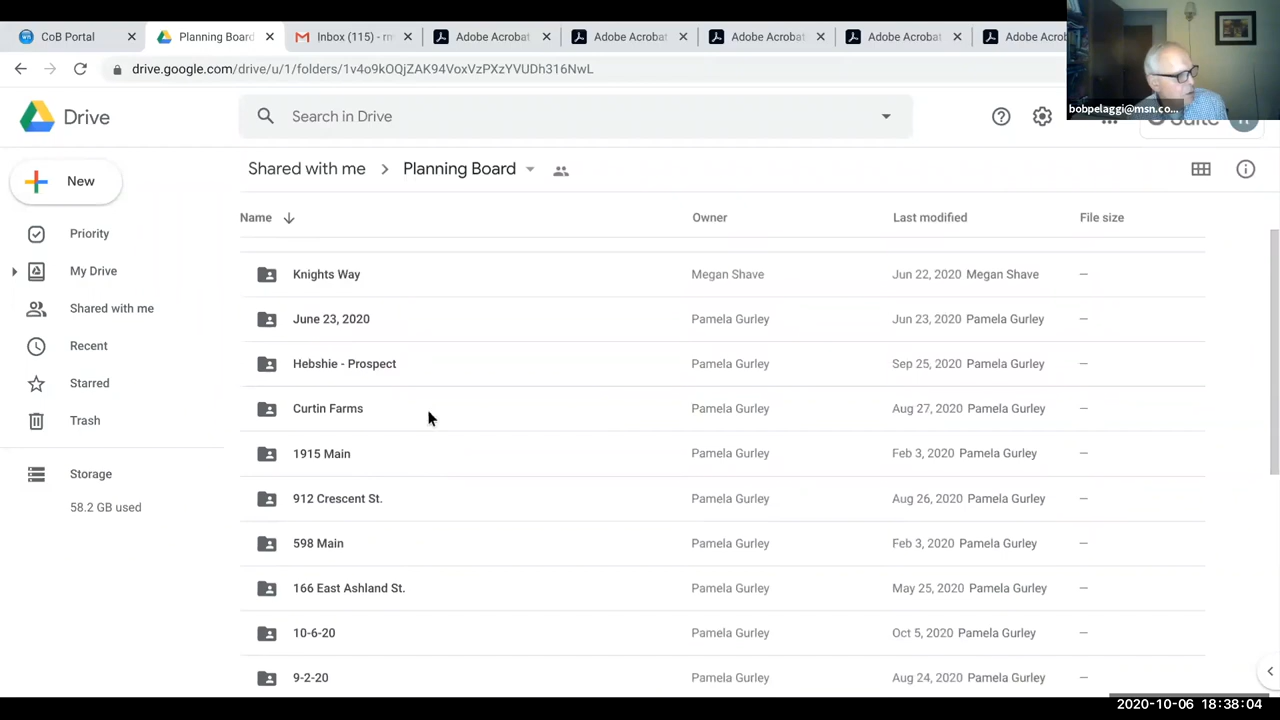 CoB Portal
Planning Board
Inbox (115) - 
Adobe Acrobat
Adobe Acrobat
Adobe Acrobat
Adobe Acrobat
Adobe Acro
drive.google.com/drive/u/1/folders/
bobpelaggi@msn.co...
Drive
Search in Drive
New
Shared with me > Planning Board
Name Owner Last modified File size
Priority
My Drive
Shared with me
Recent
Starred
Trash
Storage
58.2 GB used
Knights Way Megan Shave Jun 22, 2020 Megan Shave –
June 23, 2020 Pamela Gurley Jun 23, 2020 Pamela Gurley –
Hebshie - Prospect Pamela Gurley Sep 25, 2020 Pamela Gurley –
Curtin Farms Pamela Gurley Aug 27, 2020 Pamela Gurley –
1915 Main Pamela Gurley Feb 3, 2020 Pamela Gurley –
912 Crescent St. Pamela Gurley Aug 26, 2020 Pamela Gurley –
598 Main Pamela Gurley Feb 3, 2020 Pamela Gurley –
166 East Ashland St. Pamela Gurley May 25, 2020 Pamela Gurley –
10-6-20 Pamela Gurley Oct 5, 2020 Pamela Gurley –
9-2-20 Pamela Gurley Aug 24, 2020 Pamela Gurley –
2020-10-06 18:38:04